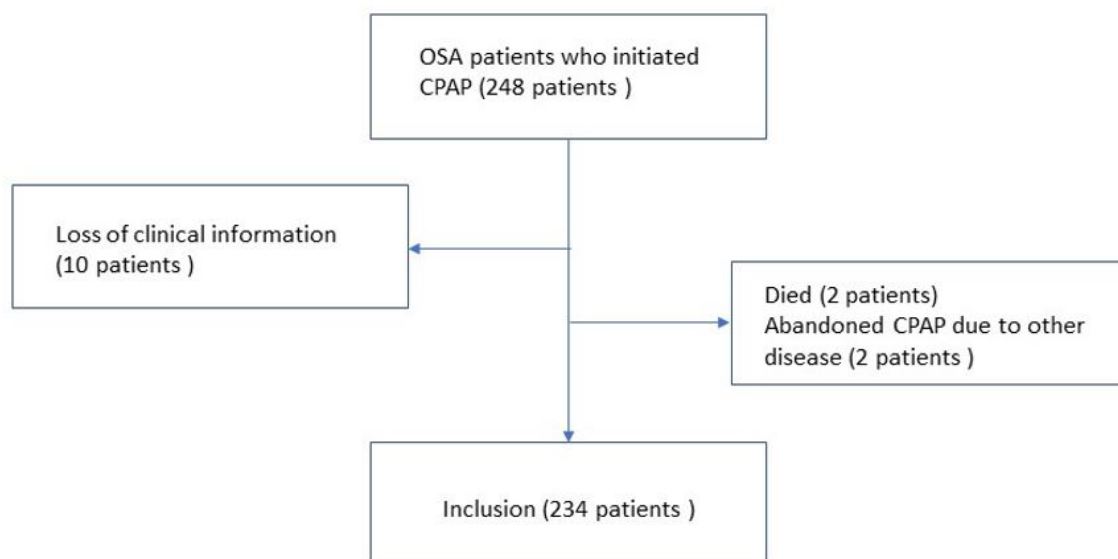 OSA patients who initiated
CPAP (248 patients )
Loss of clinical information
(10 patients )
Died (2 patients)
Abandoned CPAP due to other
disease (2 patients )
Inclusion (234 patients )